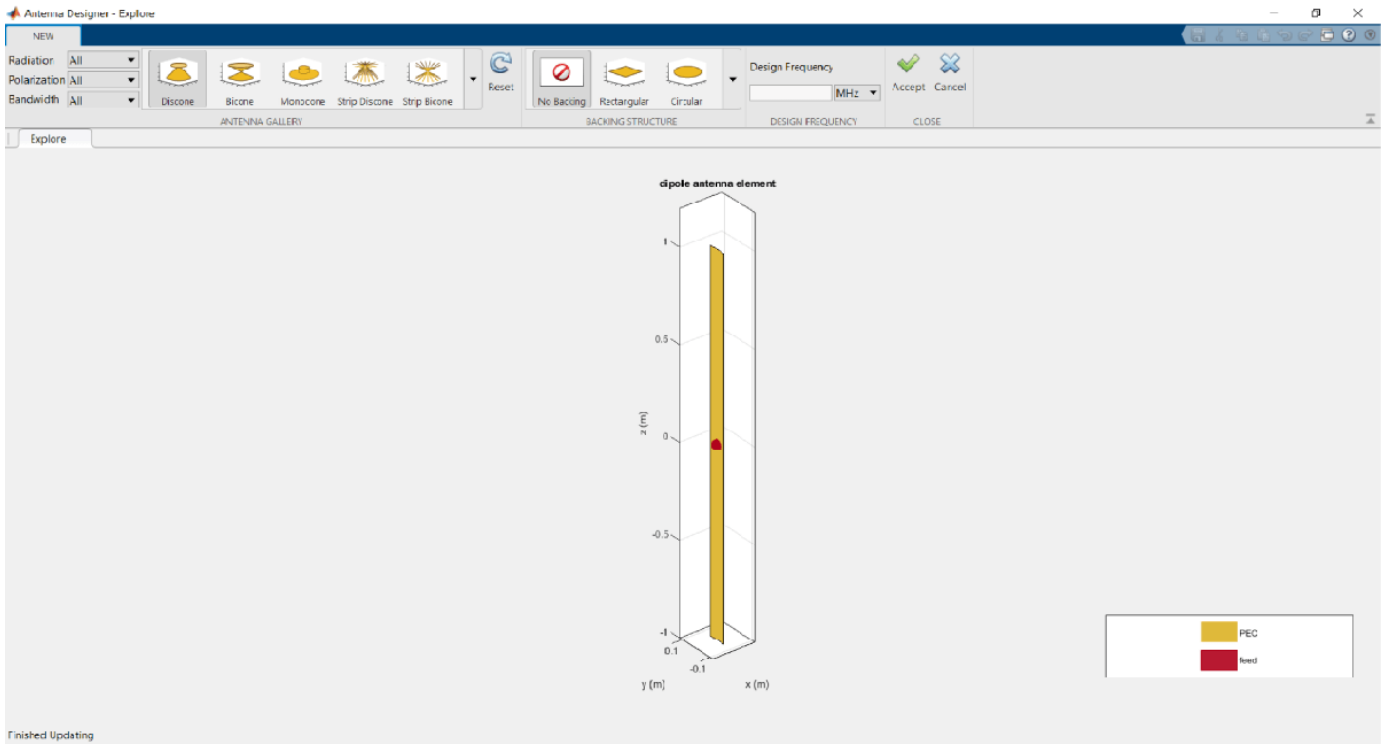 Antenna Designer - Explore
NEW
Radiation All
Polarization All
Bandwidth All
Discone Bicone Monocone Strip Discone Strip Bicone
Reset
No Backing Rectangular Circular
Design Frequency
MHz
Accept Cancel
ANTENNA GALLERY BACKING STRUCTURE DESIGN FREQUENCY CLOSE
Explore
dipole antenna element
1
0.5
z (m)
0
-0.5
-1
0.1
-0.1
y (m) x (m)
PEC
feed
Finished Updating